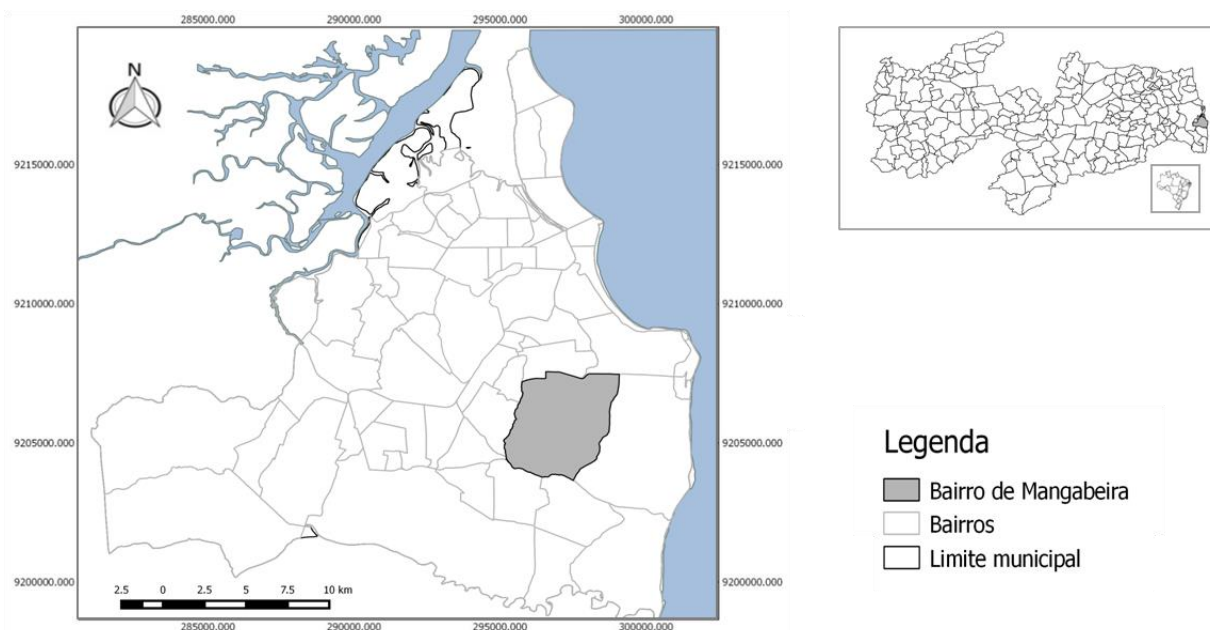 285000.000 290000.000 295000.000 300000.000
N
9215000.000 9215000.000
9210000.000 9210000.000
9205000.000 9205000.000
9200000.000 9200000.000
2.5 0 2.5 5 7.5 10 km
285000.000 290000.000 295000.000 300000.000
Legenda
Bairro de Mangabeira
Bairros
Limite municipal